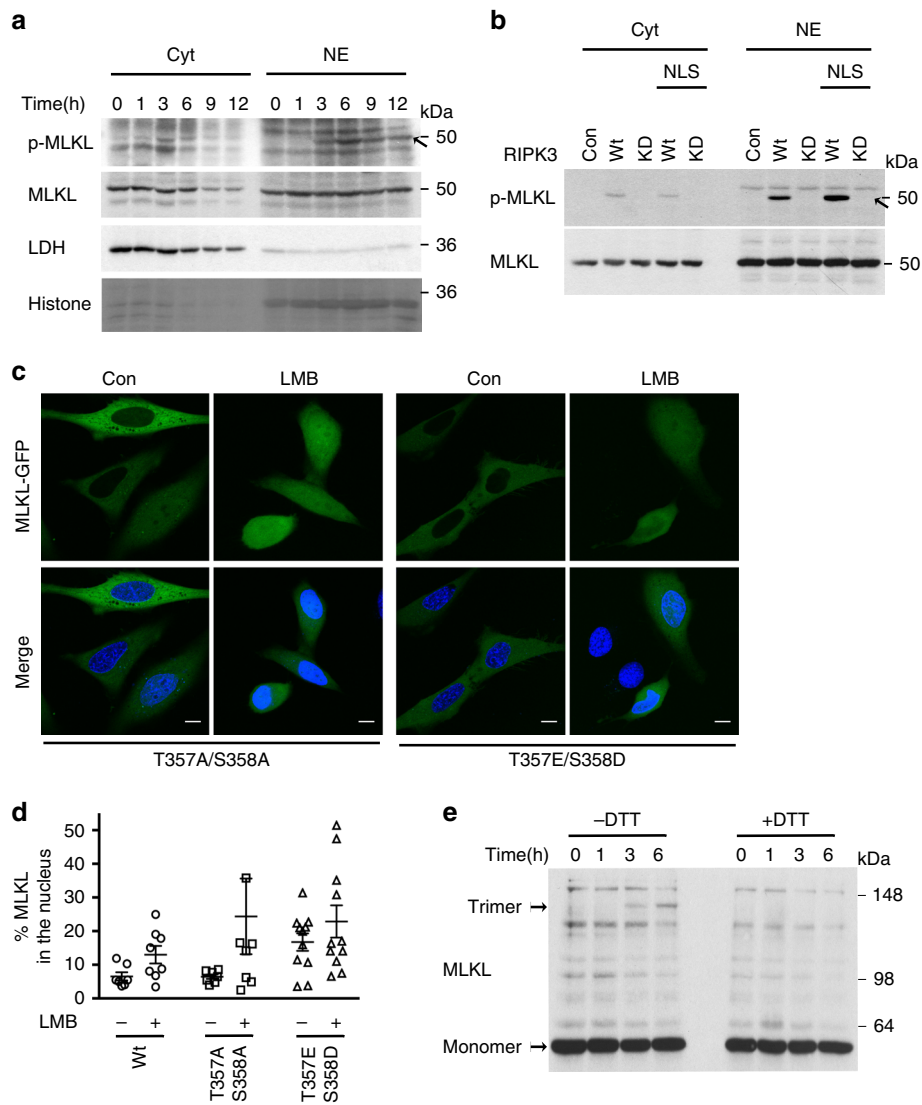 a
Cyt NE
Time(h) 0 1 3 6 9 12 0 1 3 6 9 12 kDa
p-MLKL 50
MLKL 50
LDH 36
Histone 36
b
Cyt NE
NLS NLS
RIPK3 Con Wt KD Wt KD Con Wt KD Wt KD kDa
p-MLKL 50
MLKL 50
c
Con LMB Con LMB
MLKL-GFP
Merge
T357A/S358A T357E/S358D
d
% MLKL
in the nucleus
50
40
30
20
10
0
LMB – + – + – +
Wt T357A S358A T357E S358D
e
–DTT +DTT
Time(h) 0 1 3 6 0 1 3 6 kDa
Trimer 148
MLKL 98
64
Monomer